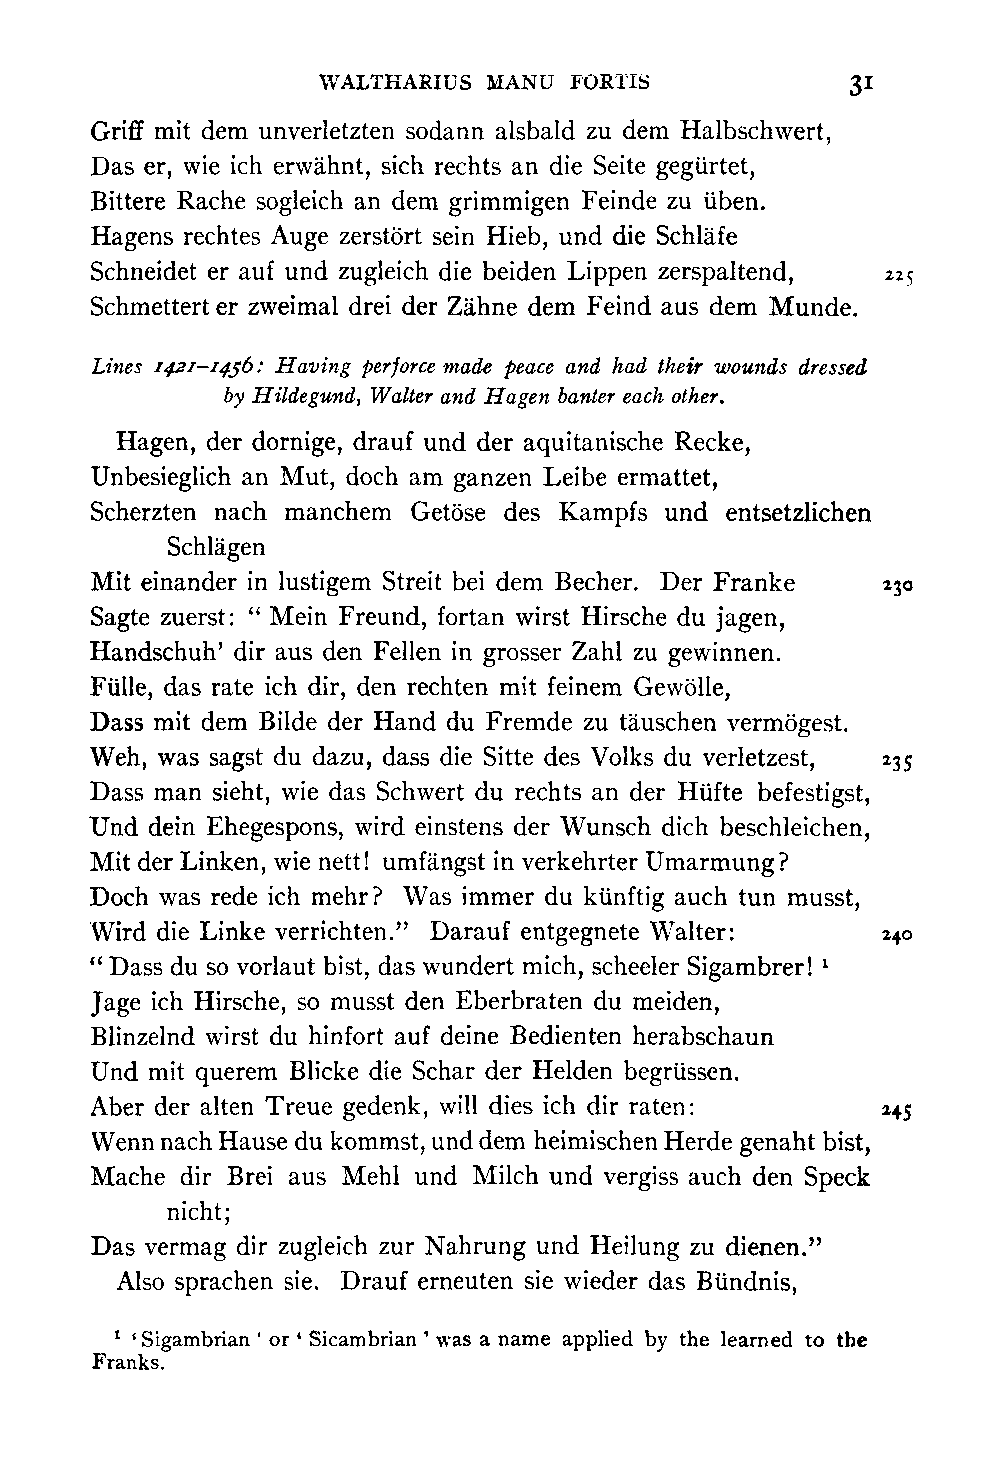 WALTHARIUS MANU FORTIS 31
Griff mit dem unverletzten sodann alsbald zu dem Halbschwert,
Das er, wie ich erwähnt, sich rechts an die Seite gegürtet,
Bittere Rache sogleich an dem grimmigen Feinde zu üben.
Hagens rechtes Auge zerstört sein Hieb, und die Schläfe
Schneidet er auf und zugleich die beiden Lippen zerspaltend, 225
Schmettert er zweimal drei der Zähne dem Feind aus dem Munde.
Lines 1421–1456: Having perforce made peace and had their wounds dressed
by Hildegund, Walter and Hagen banter each other.
Hagen, der dornige, drauf und der aquitanische Recke,
Unbesieglich an Mut, doch am ganzen Leibe ermattet,
Scherzten nach manchem Getöse des Kampfs und entsetzlichen
Schlägen
Mit einander in lustigem Streit bei dem Becher. Der Franke 230
Sagte zuerst: “ Mein Freund, fortan wirst Hirsche du jagen,
Handschuh’ dir aus den Fellen in grosser Zahl zu gewinnen.
Fülle, das rate ich dir, den rechten mit feinem Gewölle,
Dass mit dem Bilde der Hand du Fremde zu täuschen vermögest.
Weh, was sagst du dazu, dass die Sitte des Volks du verletzest, 235
Dass man sieht, wie das Schwert du rechts an der Hüfte befestigst,
Und dein Ehegespons, wird einstens der Wunsch dich beschleichen,
Mit der Linken, wie nett! umfängst in verkehrter Umarmung?
Doch was rede ich mehr? Was immer du künftig auch tun musst,
Wird die Linke verrichten.” Darauf entgegnete Walter: 240
“ Dass du so vorlaut bist, das wundert mich, scheeler Sigambrer! ¹
Jage ich Hirsche, so musst den Eberbraten du meiden,
Blinzelnd wirst du hinfort auf deine Bedienten herabschaun
Und mit querem Blicke die Schar der Helden begrüssen.
Aber der alten Treue gedenk, will dies ich dir raten: 245
Wenn nach Hause du kommst, und dem heimischen Herde genaht bist,
Mache dir Brei aus Mehl und Milch und vergiss auch den Speck
nicht;
Das vermag dir zugleich zur Nahrung und Heilung zu dienen.”
Also sprachen sie. Drauf erneuten sie wieder das Bündnis,
¹ ‘Sigambrian’ or ‘Sicambrian’ was a name applied by the learned to the
Franks.